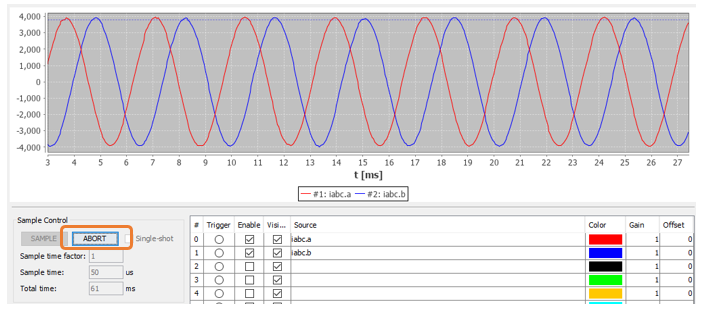 4,000
3,000
2,000
1,000
0
-1,000
-2,000
-3,000
-4,000
3 4 5 6 7 8 9 10 11 12 13 14 15 16 17 18 19 20 21 22 23 24 25 26 27
t [ms]
#1: iabc.a #2: iabc.b
Sample Control
SAMPLE ABORT Single-shot
Sample time factor: 1
Sample time: 50 us
Total time: 61 ms
# Trigger Enable Visi... Source Color Gain Offset
0 iabc.a 1 0
1 iabc.b 1 0
2 1 0
3 1 0
4 1 0